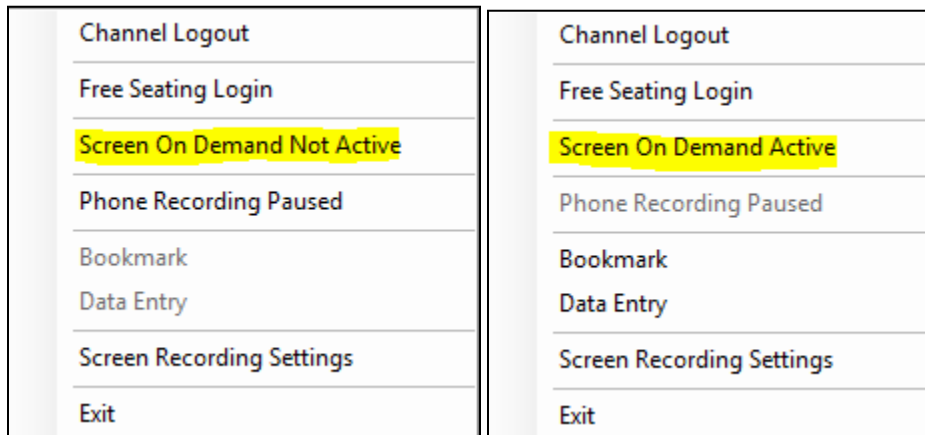 Channel Logout
Free Seating Login
Screen On Demand Not Active
Phone Recording Paused
Bookmark
Data Entry
Screen Recording Settings
Exit
Channel Logout
Free Seating Login
Screen On Demand Active
Phone Recording Paused
Bookmark
Data Entry
Screen Recording Settings
Exit